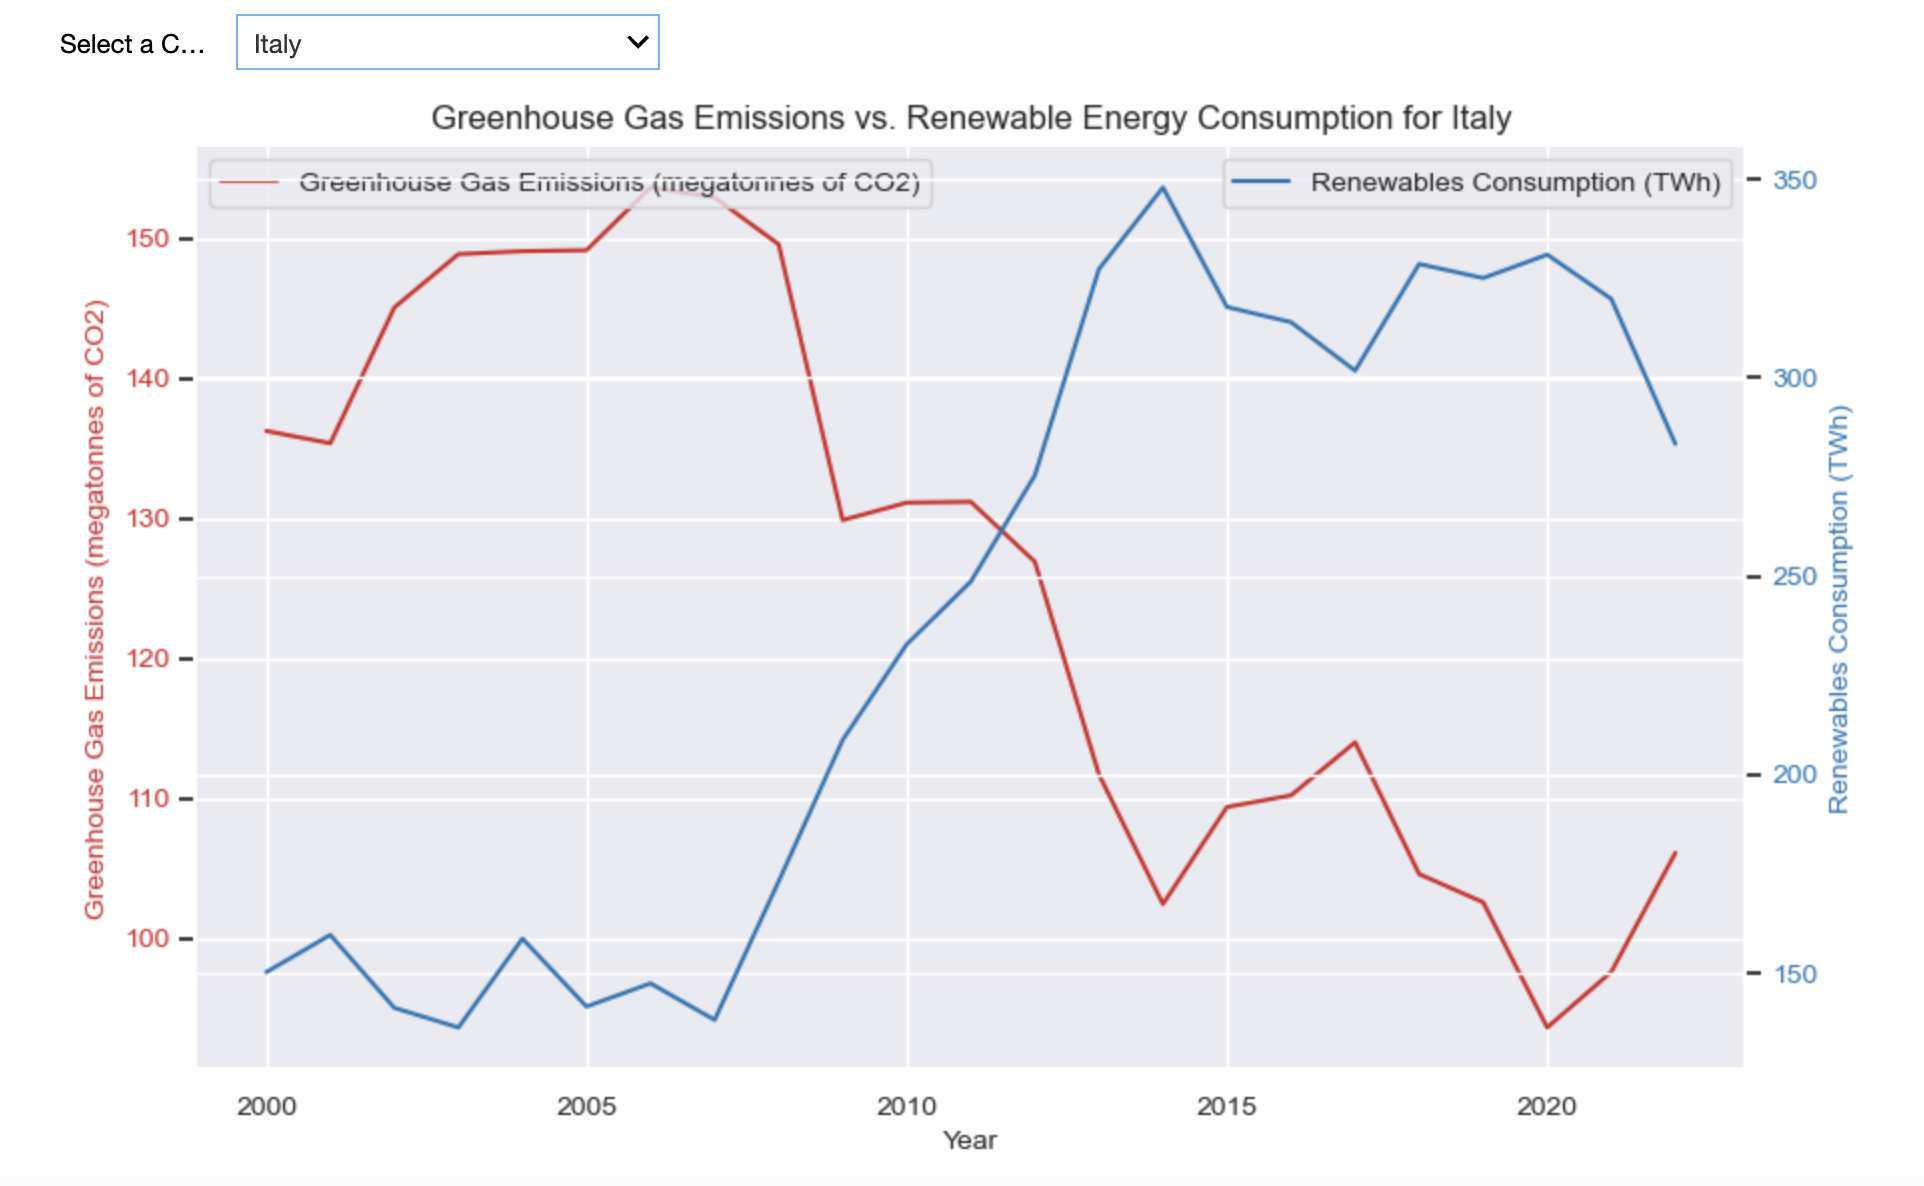 Select a C...
Italy
Greenhouse Gas Emissions vs. Renewable Energy Consumption for Italy
Greenhouse Gas Emissions (megatonnes of CO2)
Renewables Consumption (TWh)
150
140
130
120
110
100
Greenhouse Gas Emissions (megatonnes of CO2)
350
300
250
200
150
Renewables Consumption (TWh)
2000 2005 2010 2015 2020
Year